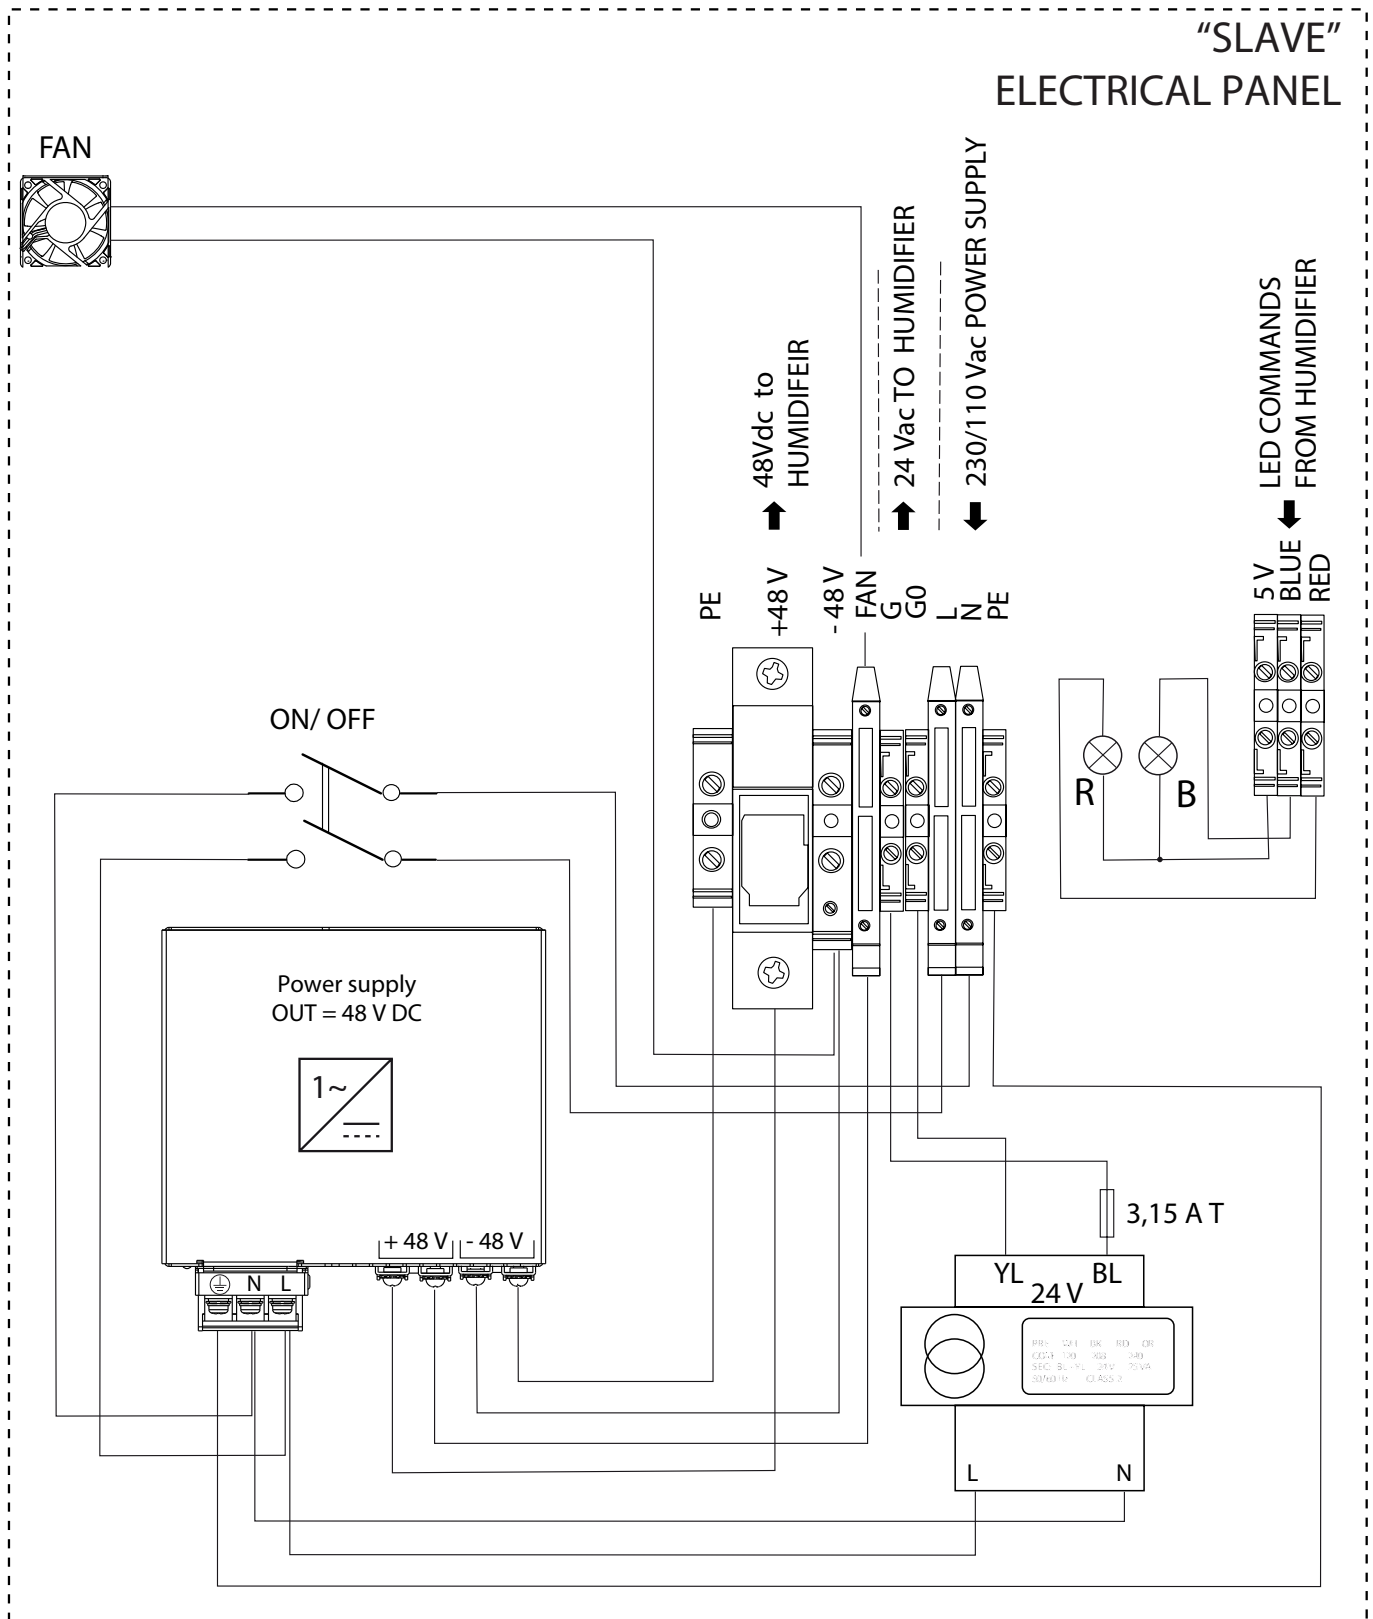 “SLAVE”
ELECTRICAL PANEL
FAN
48Vdc to
HUMIDIFEIR
24 Vac TO HUMIDIFIER
230/110 Vac POWER SUPPLY
LED COMMANDS
FROM HUMIDIFIER
PE
+48 V
- 48 V
FAN
G
G0
L
N
PE
5 V
BLUE
RED
ON/ OFF
R
B
Power supply
OUT = 48 V DC
1~
+ 48 V
- 48 V
N L
3,15 A T
YL BL
24 V
L N